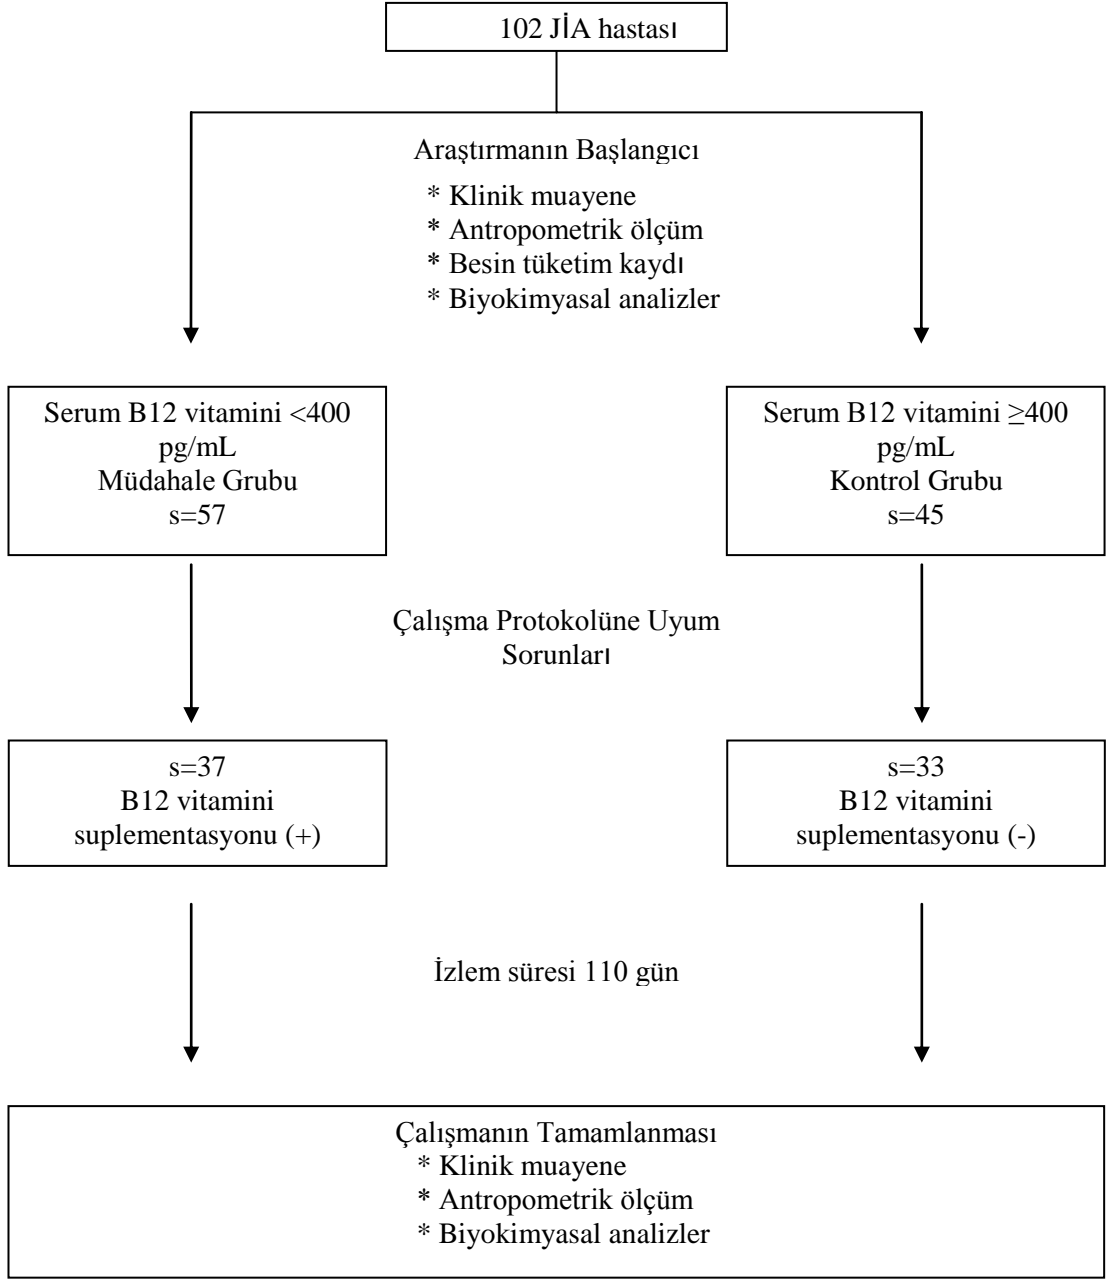 102 JİA hastası
Araştırmanın Başlangıcı
* Klinik muayene
* Antropometrik ölçüm
* Besin tüketim kaydı
* Biyokimyasal analizler
Serum B12 vitamini <400
pg/mL
Müdahale Grubu
s=57
Serum B12 vitamini ≥400
pg/mL
Kontrol Grubu
s=45
Çalışma Protokolüne Uyum
Sorunları
s=37
B12 vitamini
suplementasyonu (+)
s=33
B12 vitamini
suplementasyonu (-)
İzlem süresi 110 gün
Çalışmanın Tamamlanması
* Klinik muayene
* Antropometrik ölçüm
* Biyokimyasal analizler